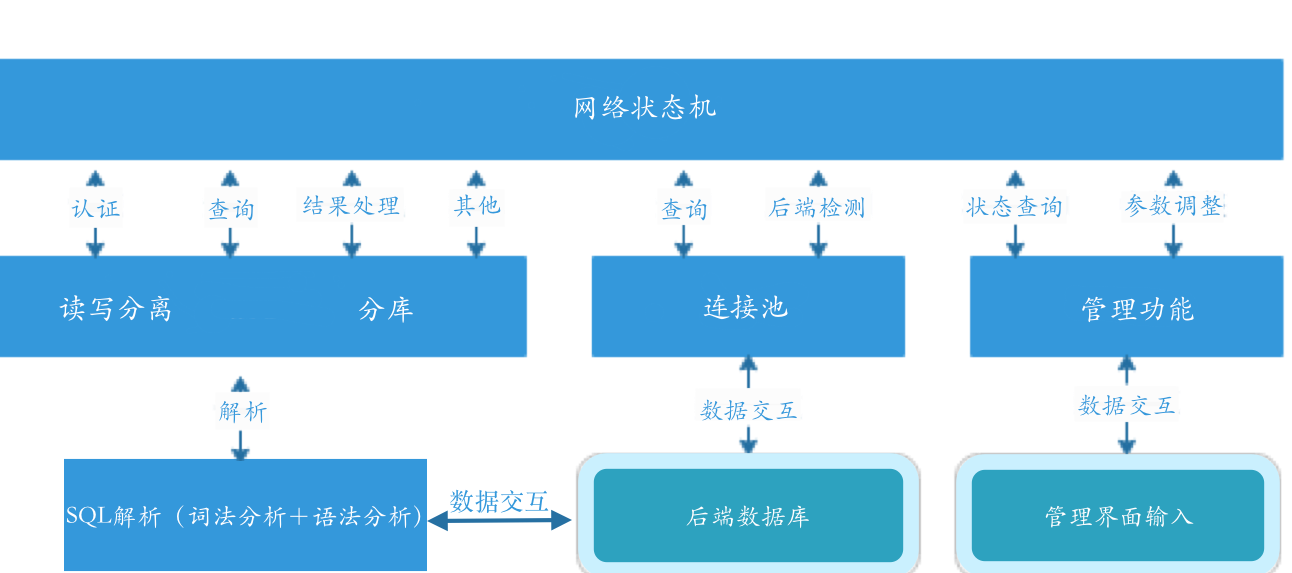 网络状态机
认证
查询
结果处理
其他
查询
后端检测
状态查询
参数调整
读写分离
分库
连接池
管理功能
解析
数据交互
数据交互
SQL解析（词法分析+语法分析）
数据交互
后端数据库
管理界面输入